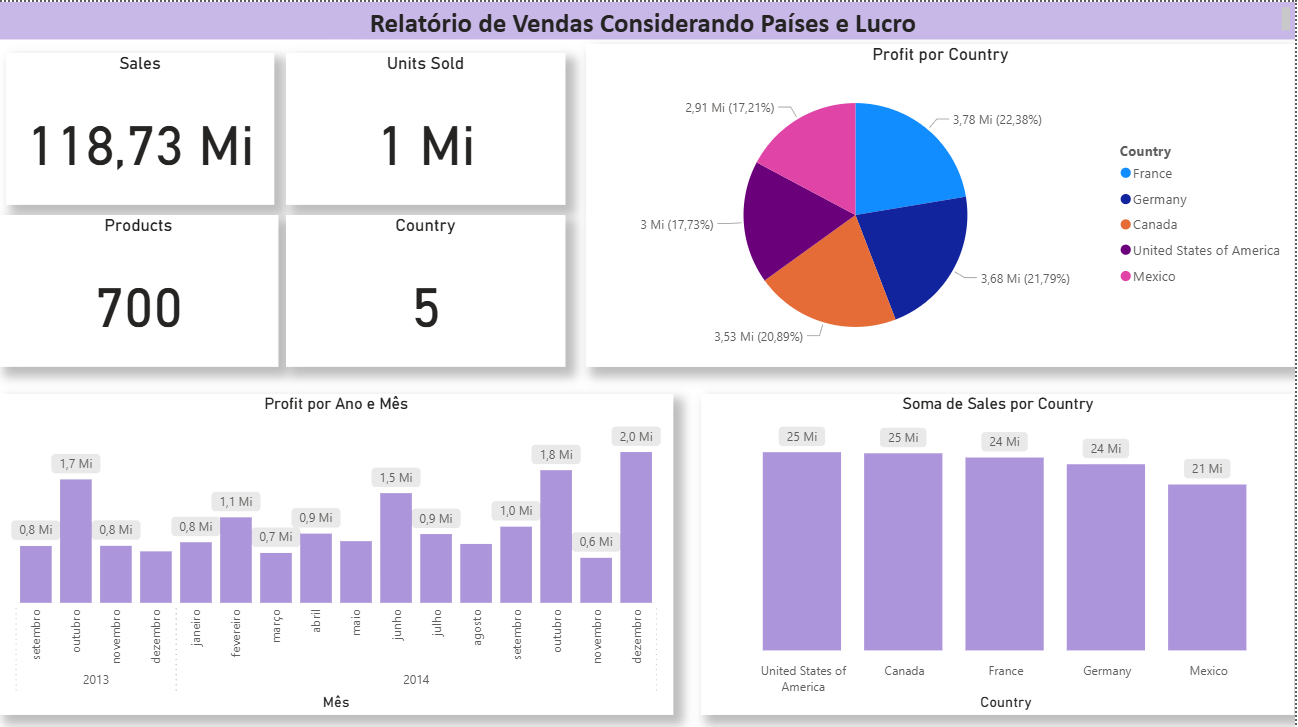 Relatório de Vendas Considerando Países e Lucro
Sales
118,73 Mi
Units Sold
1 Mi
Products
700
Country
5
Profit por Country
2,91 Mi (17,21%)
3,78 Mi (22,38%)
3 Mi (17,73%)
3,68 Mi (21,79%)
3,53 Mi (20,89%)
Country
France
Germany
Canada
United States of America
Mexico
Profit por Ano e Mês
0,8 Mi
1,7 Mi
0,8 Mi
0,8 Mi
1,1 Mi
0,7 Mi
0,9 Mi
1,5 Mi
0,9 Mi
1,0 Mi
1,8 Mi
0,6 Mi
2,0 Mi
setembro
outubro
novembro
dezembro
janeiro
fevereiro
março
abril
maio
junho
julho
agosto
setembro
outubro
novembro
dezembro
2013
2014
Mês
Soma de Sales por Country
25 Mi
25 Mi
24 Mi
24 Mi
21 Mi
United States of
America
Canada
France
Germany
Mexico
Country